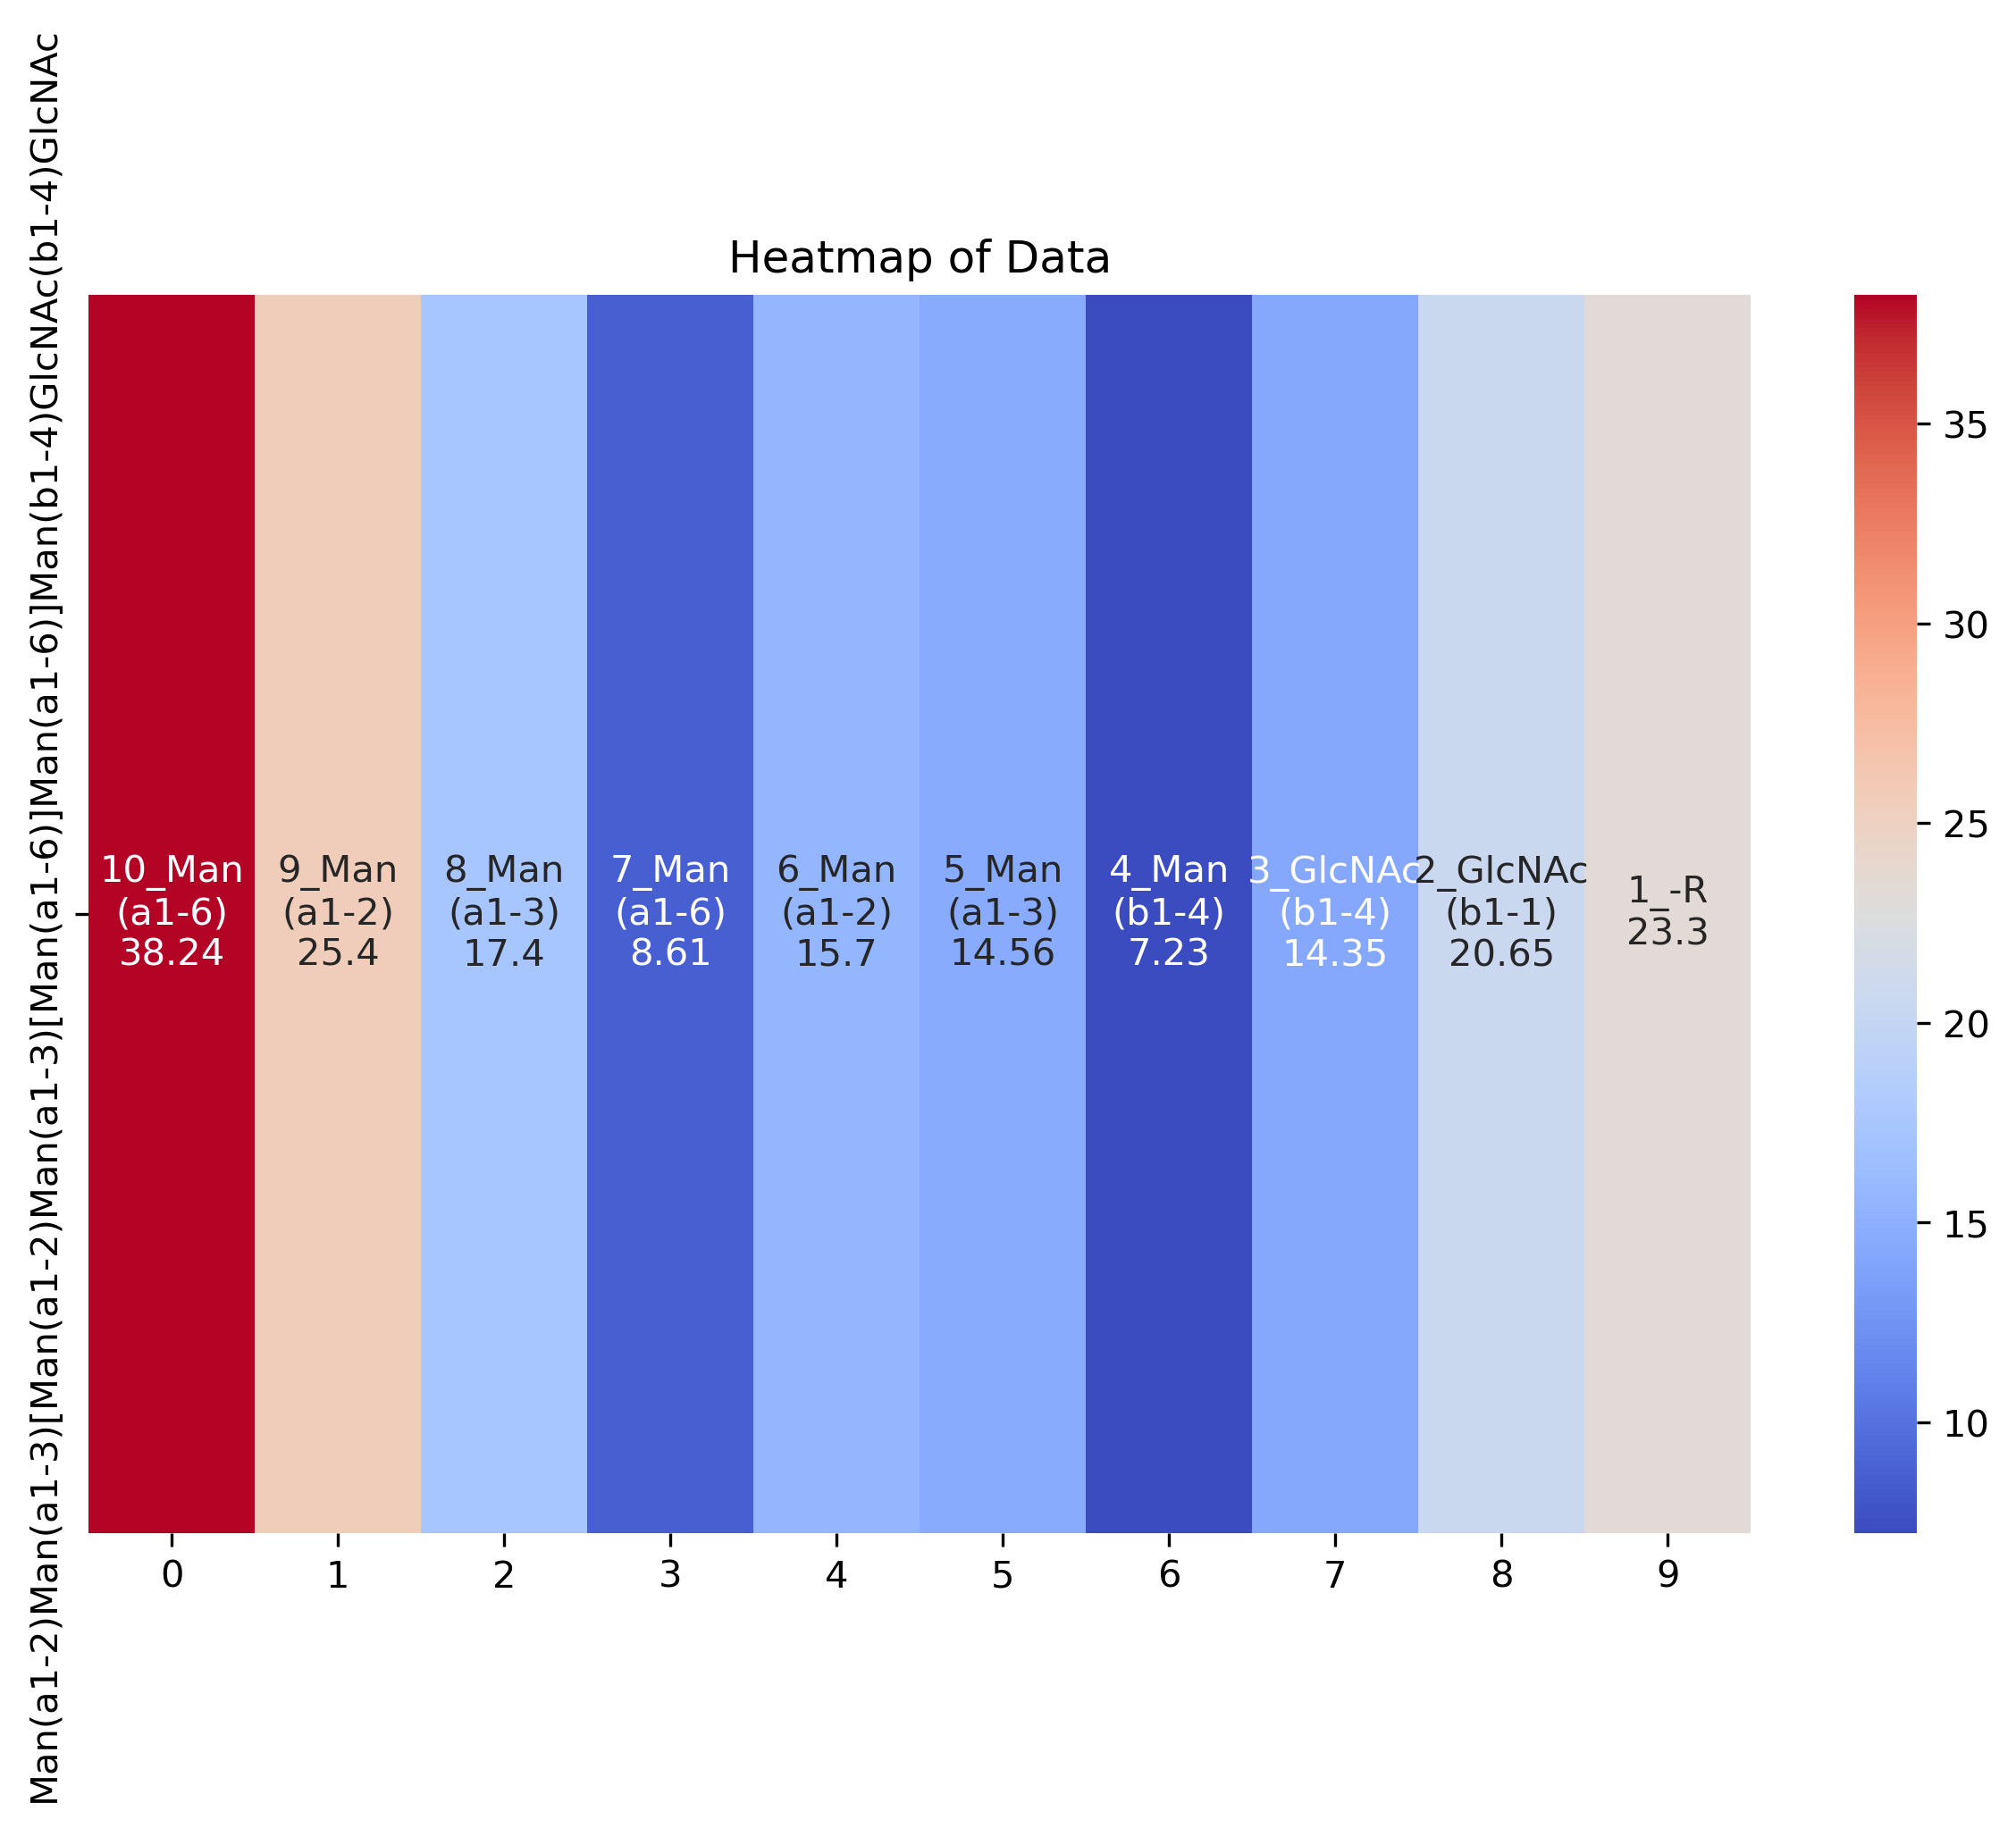 Heatmap of Data
Man(a1-2)Man(a1-3)[Man(a1-2)Man(a1-3)[Man(a1-6)]Man(a1-6)]Man(b1-4)GlcNAc(b1-4)GlcNAc
10_Man
(a1-6)
38.24
9_Man
(a1-2)
25.4
8_Man
(a1-3)
17.4
7_Man
(a1-6)
8.61
6_Man
(a1-2)
15.7
5_Man
(a1-3)
14.56
4_Man
(b1-4)
7.23
3_GlcNAc
(b1-4)
14.35
2_GlcNAc
(b1-1)
20.65
1_-R
23.3
0 1 2 3 4 5 6 7 8 9
35
30
25
20
15
10